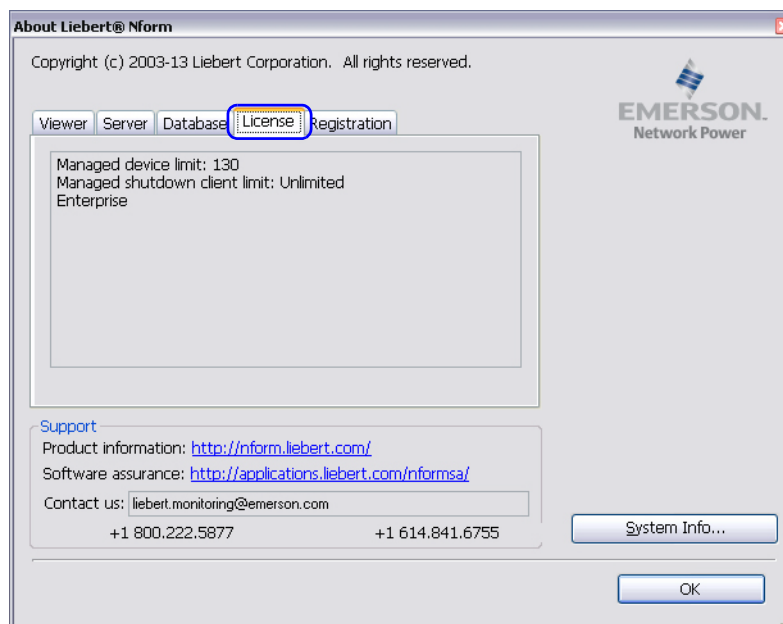 About Liebert® Nform
Copyright (c) 2003-13 Liebert Corporation. All rights reserved.
EMERSON.
Network Power
Viewer Server Database License Registration
Managed device limit: 130
Managed shutdown client limit: Unlimited
Enterprise
Support
Product information: http://nform.liebert.com/
Software assurance: http://applications.liebert.com/nformsa/
Contact us: liebert.monitoring@emerson.com
+1 800.222.5877 +1 614.841.6755
System Info...
OK